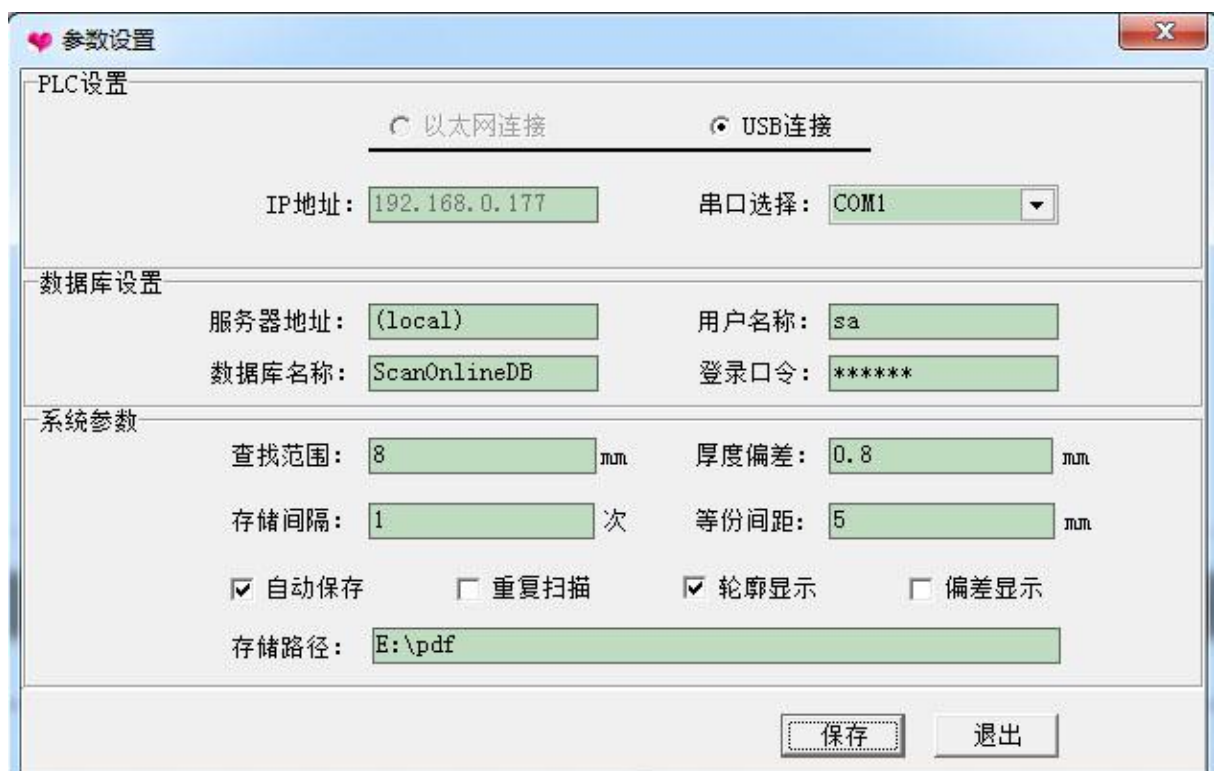 参数设置
PLC设置
以太网连接 USB连接
IP地址: 192.168.0.177 串口选择: COM1
数据库设置
服务器地址: (local) 用户名称: sa
数据库名称: ScanOnlineDB 登录口令: ******
系统参数
查找范围: 8 mm 厚度偏差: 0.8 mm
存储间隔: 1 次 等份间距: 5 mm
自动保存 重复扫描 轮廓显示 偏差显示
存储路径: E:\pdf
保存 退出